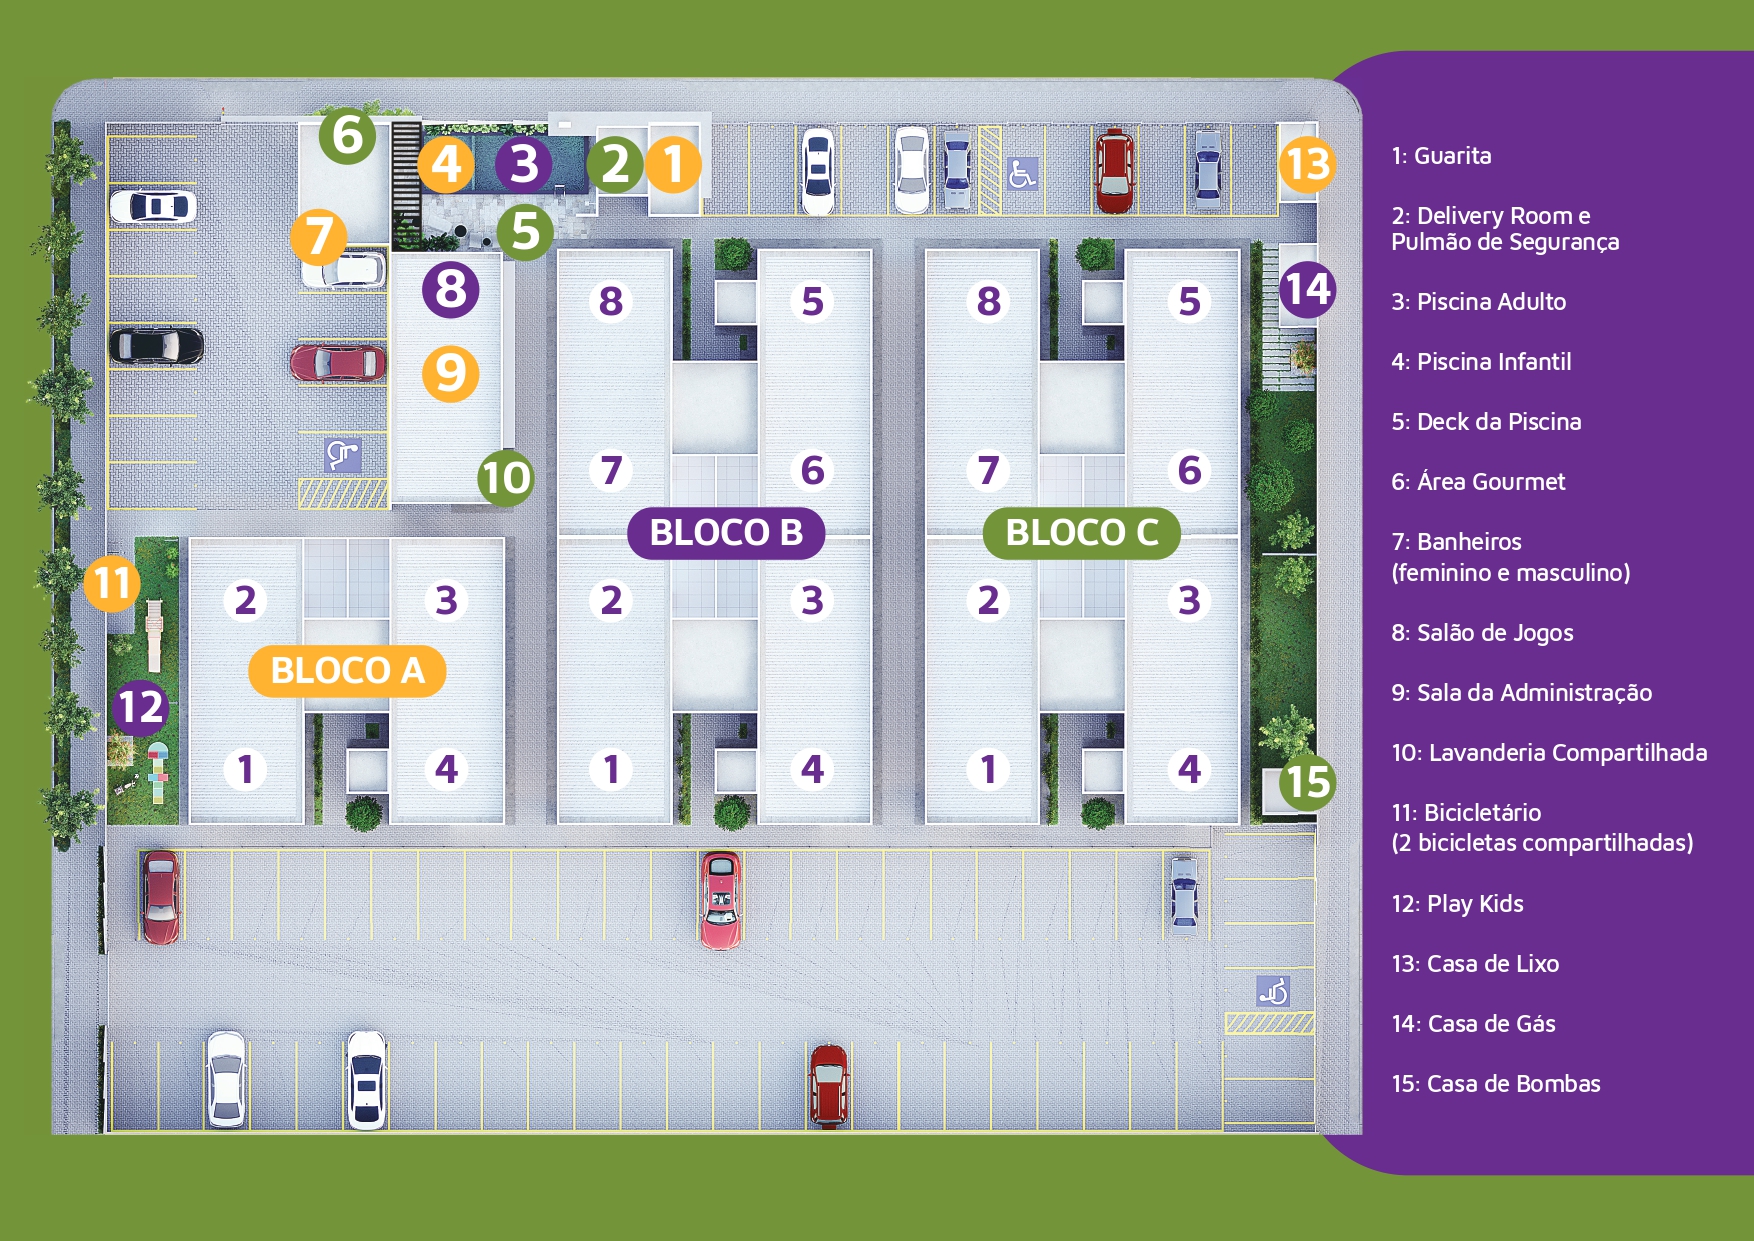 6
4
3
2
1
13
7
5
8
14
8
5
8
5
9
10
7
6
7
6
BLOCO B
BLOCO C
11
2
3
2
3
2
3
BLOCO A
12
1
4
1
4
1
4
15
1: Guarita
2: Delivery Room e
Pulmão de Segurança
3: Piscina Adulto
4: Piscina Infantil
5: Deck da Piscina
6: Área Gourmet
7: Banheiros
(feminino e masculino)
8: Salão de Jogos
9: Sala da Administração
10: Lavanderia Compartilhada
11: Bicicletário
(2 bicicletas compartilhadas)
12: Play Kids
13: Casa de Lixo
14: Casa de Gás
15: Casa de Bombas